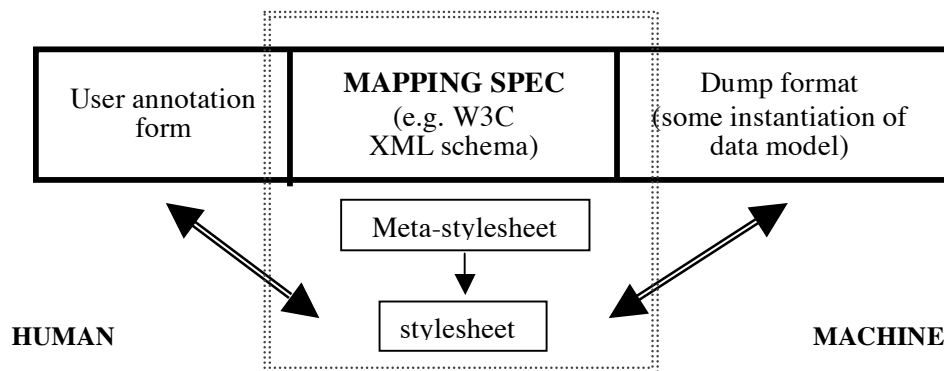 User annotation
form
MAPPING SPEC
(e.g. W3C
XML schema)
Dump format
(some instantiation of
data model)
Meta-stylesheet
stylesheet
HUMAN
MACHINE